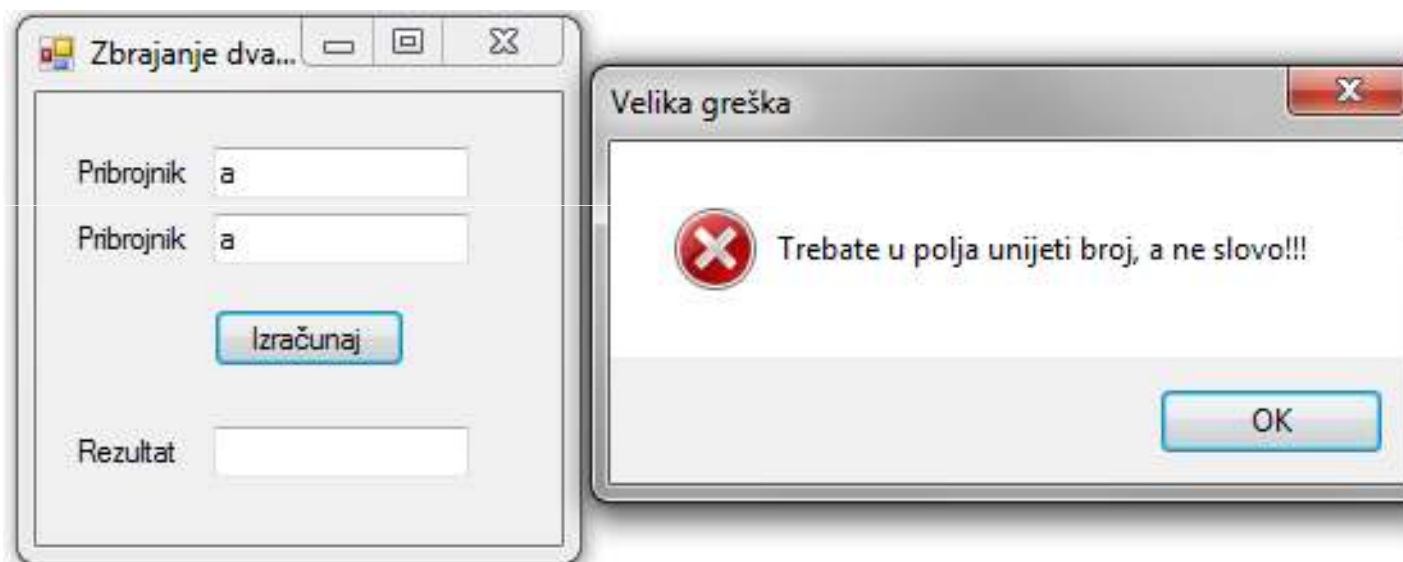 Zbrajanje dva...
Pribrojnik a
Pribrojnik a
Izračunaj
Rezultat
Velika greška
Trebate u polja unijeti broj, a ne slovo!!!
OK